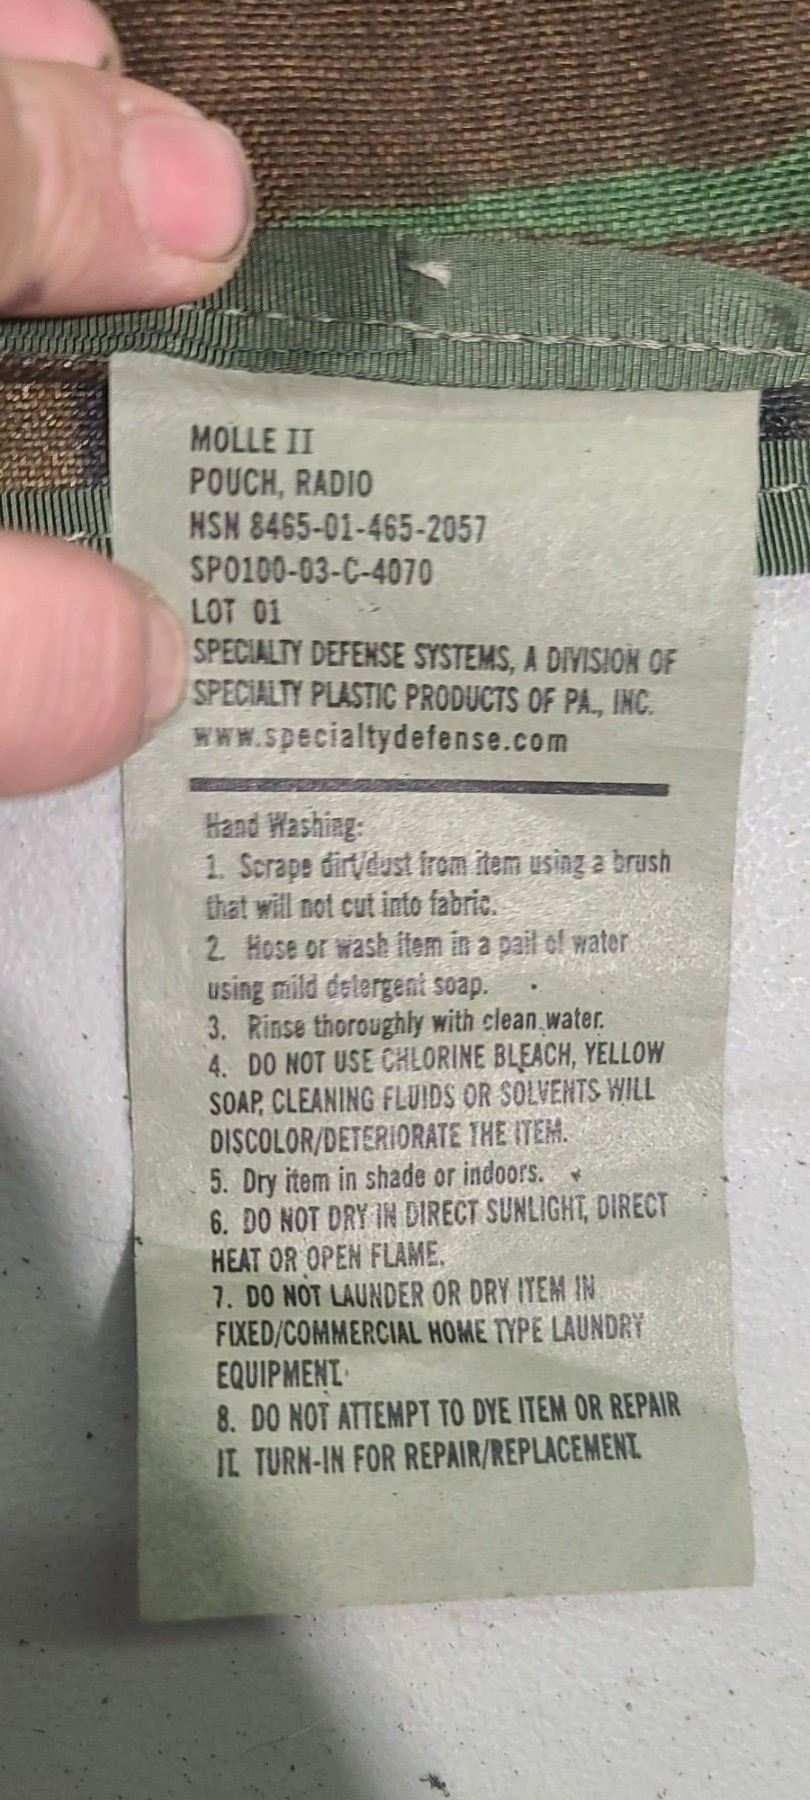 MOLLE II
POUCH, RADIO
NSN 8465-01-465-2057
SPO100-03-C-4070
LOT 01
SPECIALTY DEFENSE SYSTEMS, A DIVISION OF
SPECIALTY PLASTIC PRODUCTS OF PA., INC.
www.specialtydefense.com
Hand Washing:
1. Scrape dirt/dust from item using a brush
that will not cut into fabric.
2. Hose or wash item in a pail of water
using mild detergent soap.
3. Rinse thoroughly with clean water.
4. DO NOT USE CHLORINE BLEACH, YELLOW
SOAP, CLEANING FLUIDS OR SOLVENTS WILL
DISCOLOR/DETERIORATE THE ITEM.
5. Dry item in shade or indoors.
6. DO NOT DRY IN DIRECT SUNLIGHT, DIRECT
HEAT OR OPEN FLAME.
7. DO NOT LAUNDER OR DRY ITEM IN
FIXED/COMMERCIAL HOME TYPE LAUNDRY
EQUIPMENT.
8. DO NOT ATTEMPT TO DYE ITEM OR REPAIR
IT. TURN-IN FOR REPAIR/REPLACEMENT.